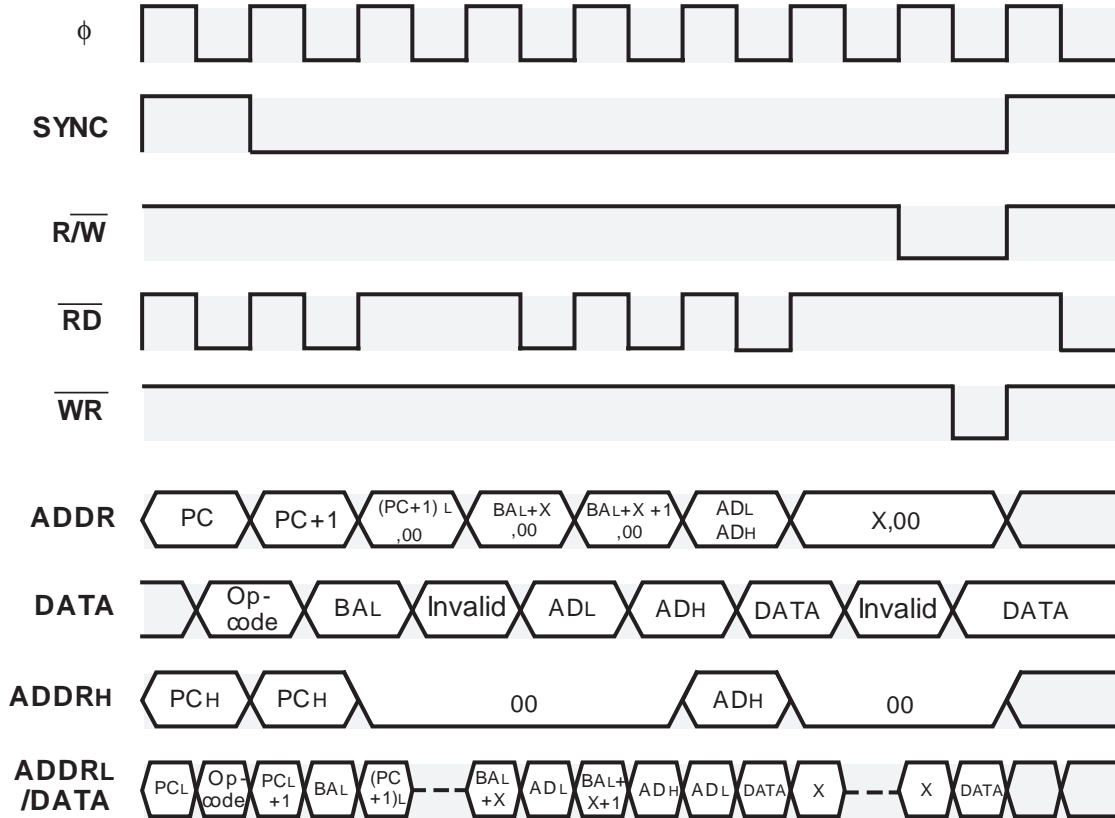 ϕ
SYNC
R/W
RD
WR
ADDR
PC
PC+1
(PC+1) L
,00
BAL+X
,00
BAL+X +1
,00
ADL
ADH
X,00
DATA
Op-
code
BAL
Invalid
ADL
ADH
DATA
Invalid
DATA
ADDRH
PCH
PCH
00
ADH
00
ADDRL
/DATA
PCL
Op-
code
PCL
+1
BAL
(PC
+1)L
BAL
+X
ADL
BAL+
X+1
ADH
ADL
DATA
X
X
DATA